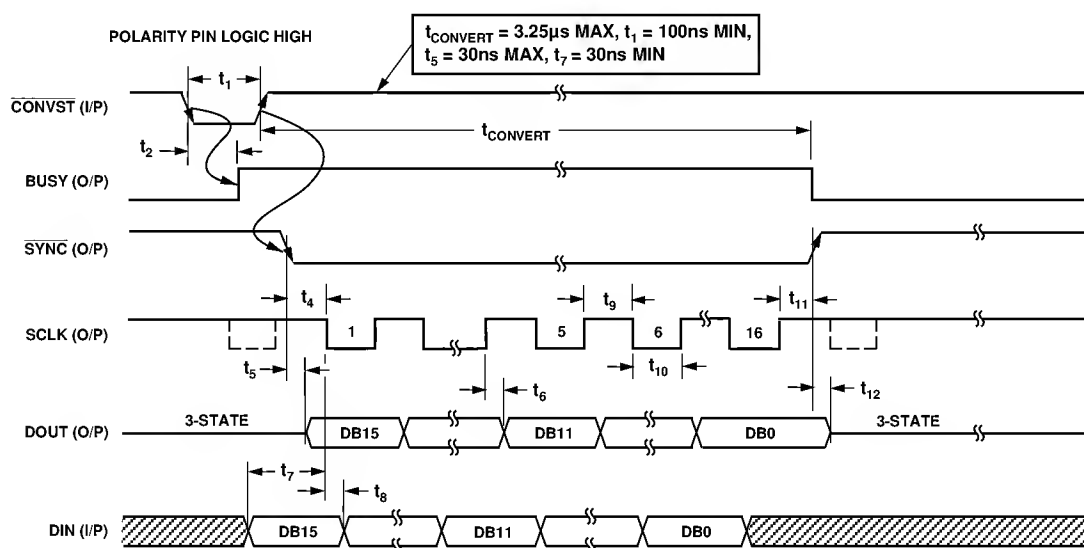 POLARITY PIN LOGIC HIGH
tCONVERT = 3.25μs MAX, t1 = 100ns MIN,
t5 = 30ns MAX, t7 = 30ns MIN
t1
CONVST (I/P)
tCONVERT
t2
BUSY (O/P)
SYNC (O/P)
t4
t9
t11
SCLK (O/P)
1
5
6
16
t5
t6
t10
t12
DOUT (O/P)
3-STATE
DB15
DB11
DB0
3-STATE
t7
t8
DIN (I/P)
DB15
DB11
DB0